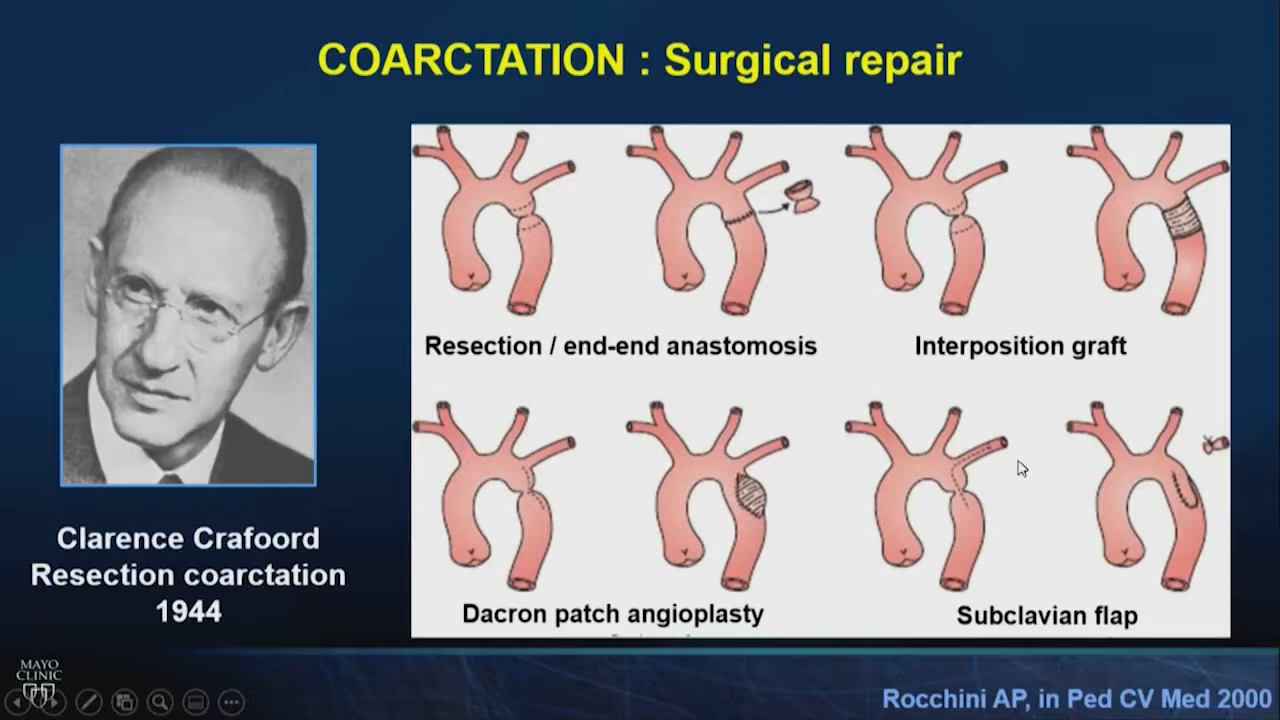 COARCTATION : Surgical repair
Resection / end-end anastomosis
Interposition graft
Dacron patch angioplasty
Subclavian flap
Clarence Crafoord
Resection coarctation
1944
MAYO
CLINIC
Rocchini AP, in Ped CV Med 2000